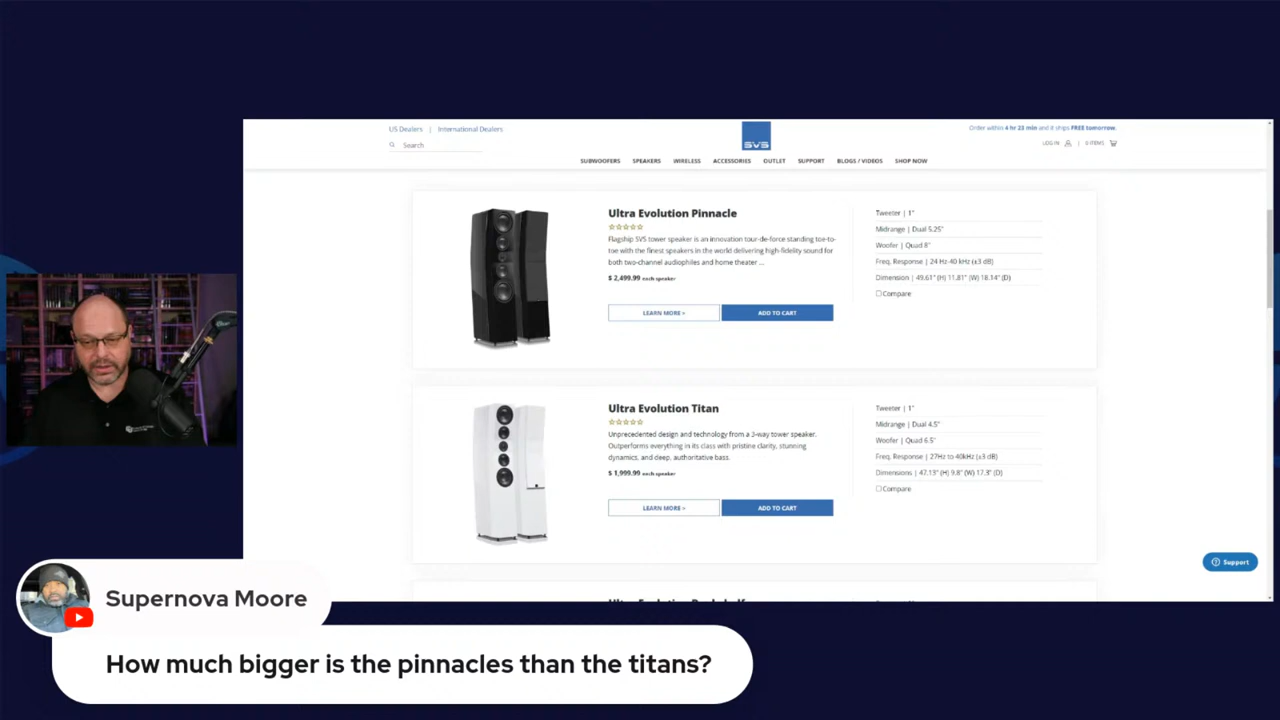 US Dealers | International Dealers
Search
SVS
Order within 4 hr 23 min and it ships FREE tomorrow.
LOG IN | 0 ITEMS
SUBWOOFERS SPEAKERS WIRELESS ACCESSORIES OUTLET SUPPORT BLOGS / VIDEOS SHOP NOW
Ultra Evolution Pinnacle
Flagship SVS tower speaker is an innovation tour-de-force standing toe-to-
toe with the finest speakers in the world delivering high-fidelity sound for
both two-channel audiophiles and home theater ...
$ 2,499.99 each speaker
LEARN MORE >
ADD TO CART
Tweeter | 1"
Midrange | Dual 5.25"
Woofer | Quad 8"
Freq. Response | 24 Hz-40 kHz (±3 dB)
Dimension | 49.61" (H) 11.81" (W) 18.14" (D)
Compare
Ultra Evolution Titan
Unprecedented design and technology from a 3-way tower speaker.
Outperforms everything in its class with pristine clarity, stunning
dynamics, and deep, authoritative bass.
$ 1,999.99 each speaker
LEARN MORE >
ADD TO CART
Tweeter | 1"
Midrange | Dual 4.5"
Woofer | Quad 6.5"
Freq. Response | 27Hz to 40kHz (±3 dB)
Dimensions | 47.13" (H) 9.8" (W) 17.3" (D)
Compare
Support
Supernova Moore
How much bigger is the pinnacles than the titans?